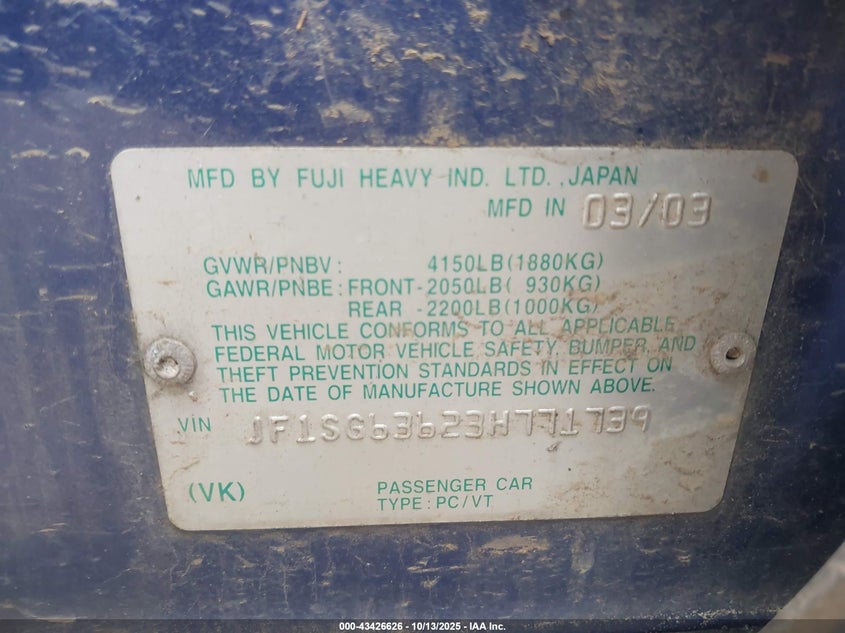 MFD BY FUJI HEAVY IND. LTD. JAPAN
MFD IN 03/03
GVWR/PNBV: 4150LB(1880KG)
GAWR/PNBE: FRONT-2050LB( 930KG)
REAR -2200LB(1000KG)
THIS VEHICLE CONFORMS TO ALL APPLICABLE
FEDERAL MOTOR VEHICLE SAFETY, BUMPER, AND
THEFT PREVENTION STANDARDS IN EFFECT ON
THE DATE OF MANUFACTURE SHOWN ABOVE.
VIN JF1SG63623H771739
(VK) PASSENGER CAR
TYPE: PC/VT
000-43426626 - 10/13/2025 - IAA Inc.